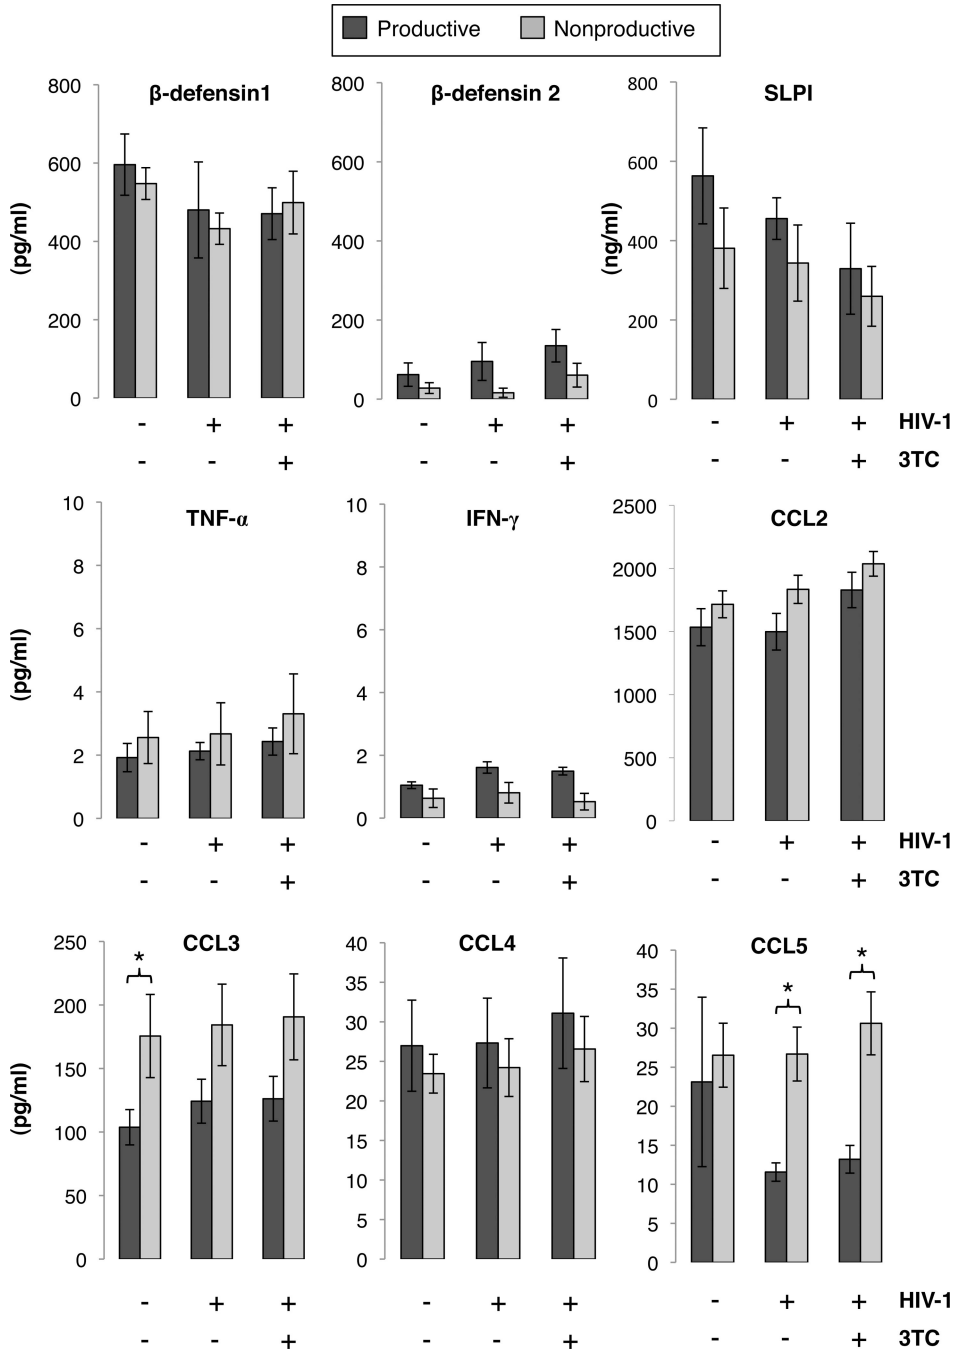 Productive Nonproductive
β-defensin1 β-defensin 2 SLPI
800 800 800
600 600 600
400 400 400
200 200 200
0 0 0
(pg/ml) (ng/ml)
- + + - + + - + + HIV-1
- - + - - + - - + 3TC
TNF-α IFN-γ CCL2
10 10 2500
8 8 2000
6 6 1500
4 4 1000
2 2 500
0 0 0
(pg/ml)
- + + - + + - + + HIV-1
- - + - - + - - + 3TC
CCL3 CCL4 CCL5
* * *
250 40 40
200 35 35
150 30 30
100 25 25
50 20 20
0 15 15
10 10
5 5
0 0
(pg/ml)
- + + - + + - + + HIV-1
- - + - - + - - + 3TC